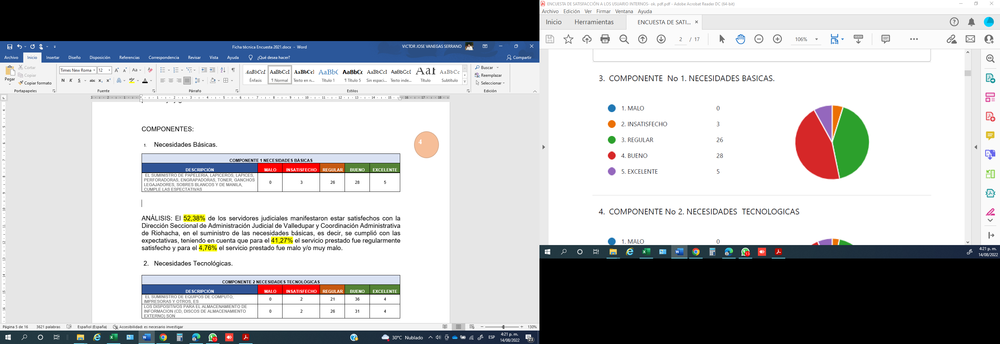 Ficha técnica Encuesta 2021.docx - Word
VICTOR JOSE VANEGAS SERRANO
Archivo Inicio Insertar Diseño Disposición Referencias Correspondencia Revisar Vista Ayuda ¿Qué desea hacer? Compartir
Pegar
Cortar
Copiar
Copiar formato
Portapapeles
Times New Roma 12
N K S abc x₂ x²
Fuente
Párrafo
AaBbCcI Énfasis
AaBbCcI ¶ Normal
AaBbCcI Texto en n...
AaBbC Título 1
AaBbCc ¶ Título 5
AaBbCcI Sin espaci...
AaBbCcI Texto inde...
AaI Título
AaBbCc Subtítulo
Estilos
Buscar
Reemplazar
Seleccionar
Edición
COMPONENTES:
4
1. Necesidades Básicas.
COMPONENTE 1 NECESIDADES BÁSICAS
DESCRIPCIÓN MALO INSATISFECHO REGULAR BUENO EXCELENTE
EL SUMINISTRO DE PAPELERIA, LAPICEROS, LAPICES,
PERFORADORAS, ENGRAPADORAS, TONER, GANCHOS
LEGAJADORES, SOBRES BLANCOS Y DE MANILA,
CUMPLE LAS ESPECTATIVAS
0 3 26 28 5
ANÁLISIS: El 52,38% de los servidores judiciales manifestaron estar satisfechos con la
Dirección Seccional de Administración Judicial de Valledupar y Coordinación Administrativa
de Riohacha, en el suministro de las necesidades básicas, es decir, se cumplió con las
expectativas, teniendo en cuenta que para el 41,27% el servicio prestado fue regularmente
satisfecho y para el 4,76% el servicio prestado fue malo y/o muy malo.
2. Necesidades Tecnológicas.
COMPONENTE 2 NECESIDADES TECNOLÓGICAS
DESCRIPCIÓN MALO INSATISFECHO REGULAR BUENO EXCELENTE
EL SUMINISTRO DE EQUIPOS DE COMPUTO,
IMPRESORAS Y OTROS, ES
0 2 21 36 4
LOS DISPOSITIVOS PARA EL ALMACENAMIENTO DE
INFORMACION (CD, DISCOS DE ALMACENAMIENTO
EXTERNO) SON
0 2 26 31 4
Página 5 de 16 3621 palabras Español (España) Accesibilidad: es necesario investigar 130%
30°C Nublado ESP 4:21 p. m.
14/08/2022
23
ENCUESTA DE SATISFACCIÓN A LOS USUARIO INTERNOS- ok. pdf.pdf - Adobe Acrobat Reader DC (64-bit)
Archivo Edición Ver Firmar Ventana Ayuda
Inicio Herramientas ENCUESTA DE SATI... ×
2 / 17 106%
3. COMPONENTE No 1. NECESIDADES BASICAS.
1. MALO 0
2. INSATISFECHO 3
3. REGULAR 26
4. BUENO 28
5. EXCELENTE 5
4. COMPONENTE No 2. NECESIDADES TECNOLOGICAS
1. MALO 0
4:21 p. m.
14/08/2022